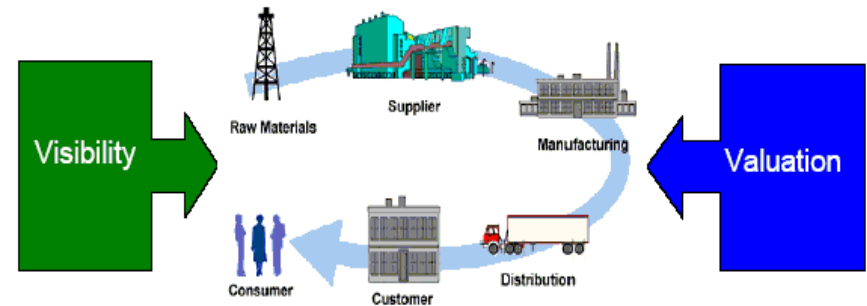 Visibility
Raw Materials
Supplier
Manufacturing
Valuation
Consumer
Customer
Distribution